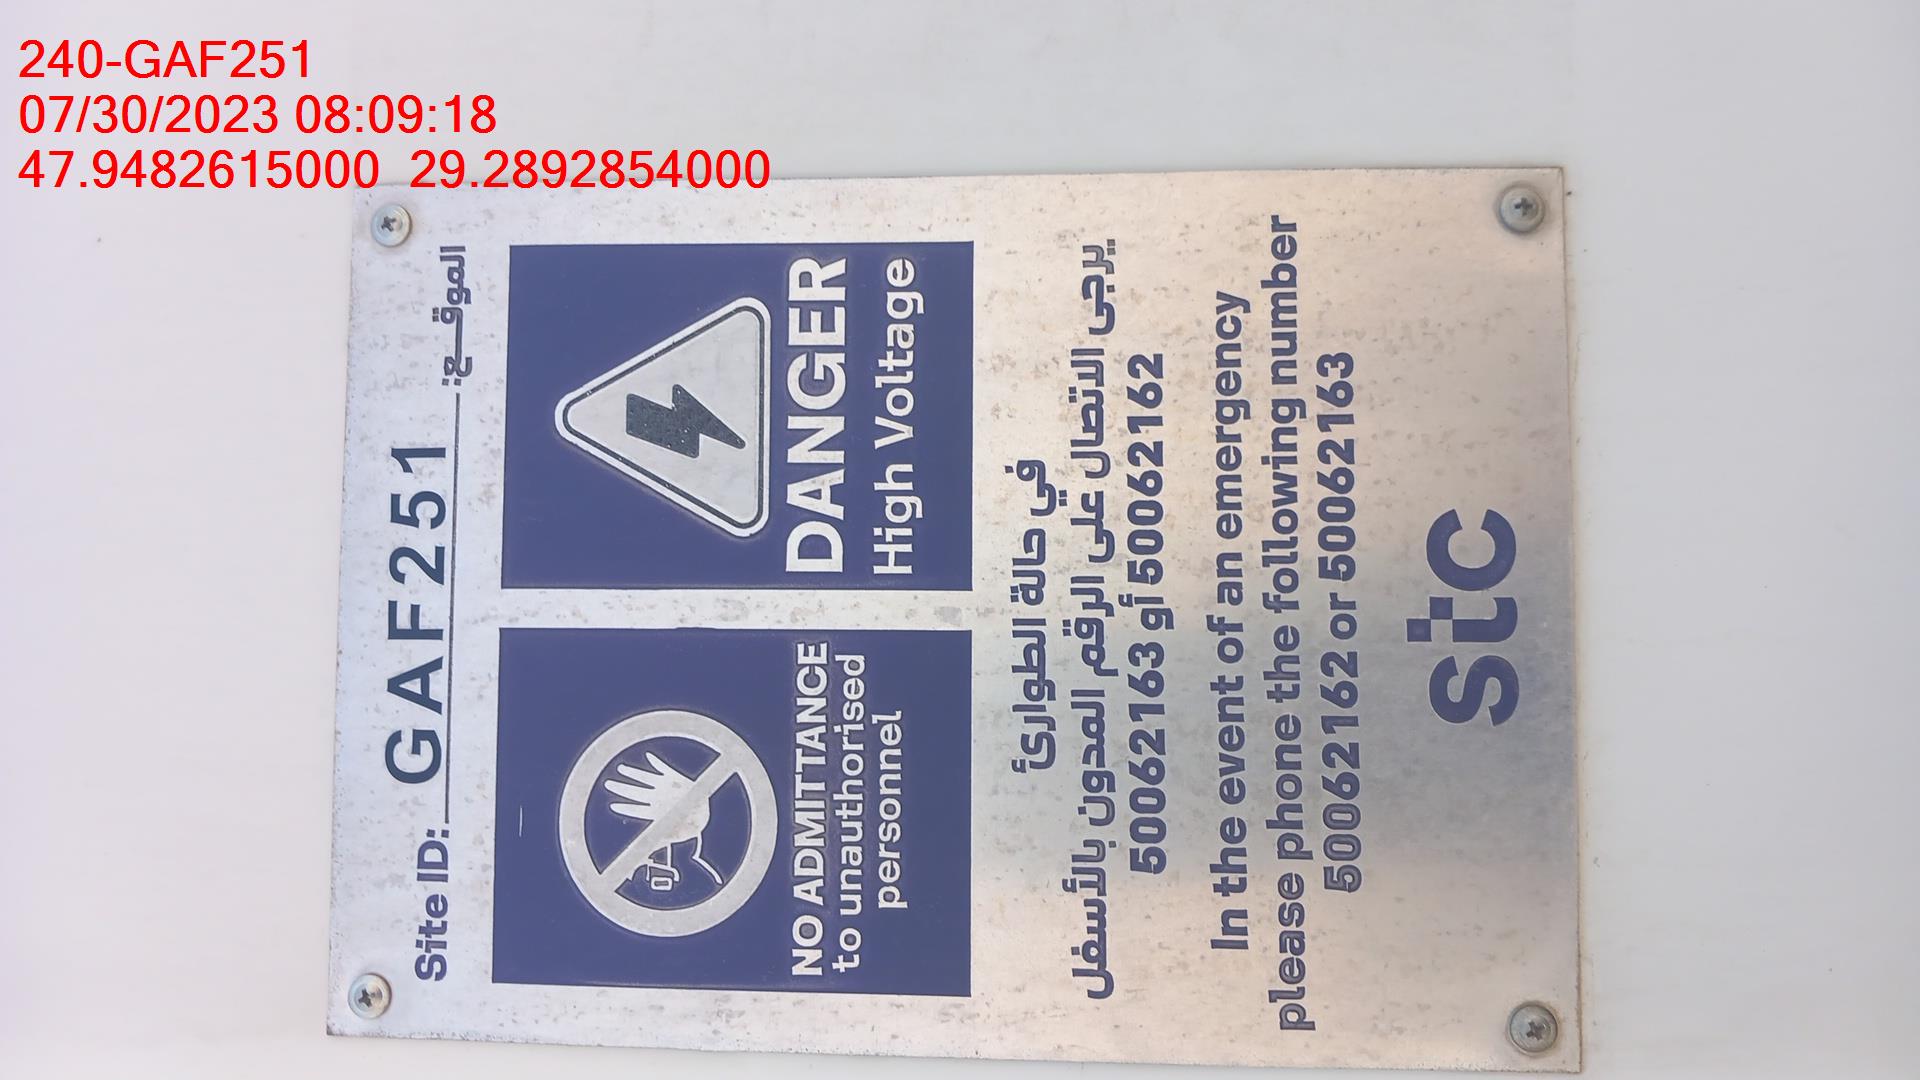 240-GAF251
07/30/2023 08:09:18
47.9482615000 29.2892854000
Site ID: GAF251 الموقـــع:
NO ADMITTANCE
to unauthorised
personnel
DANGER
High Voltage
في حالة الطوارئ
يرجى الاتصال على الرقم المدون بالأسفل
50062163 أو 50062162
In the event of an emergency
please phone the following number
50062162 or 50062163
stc